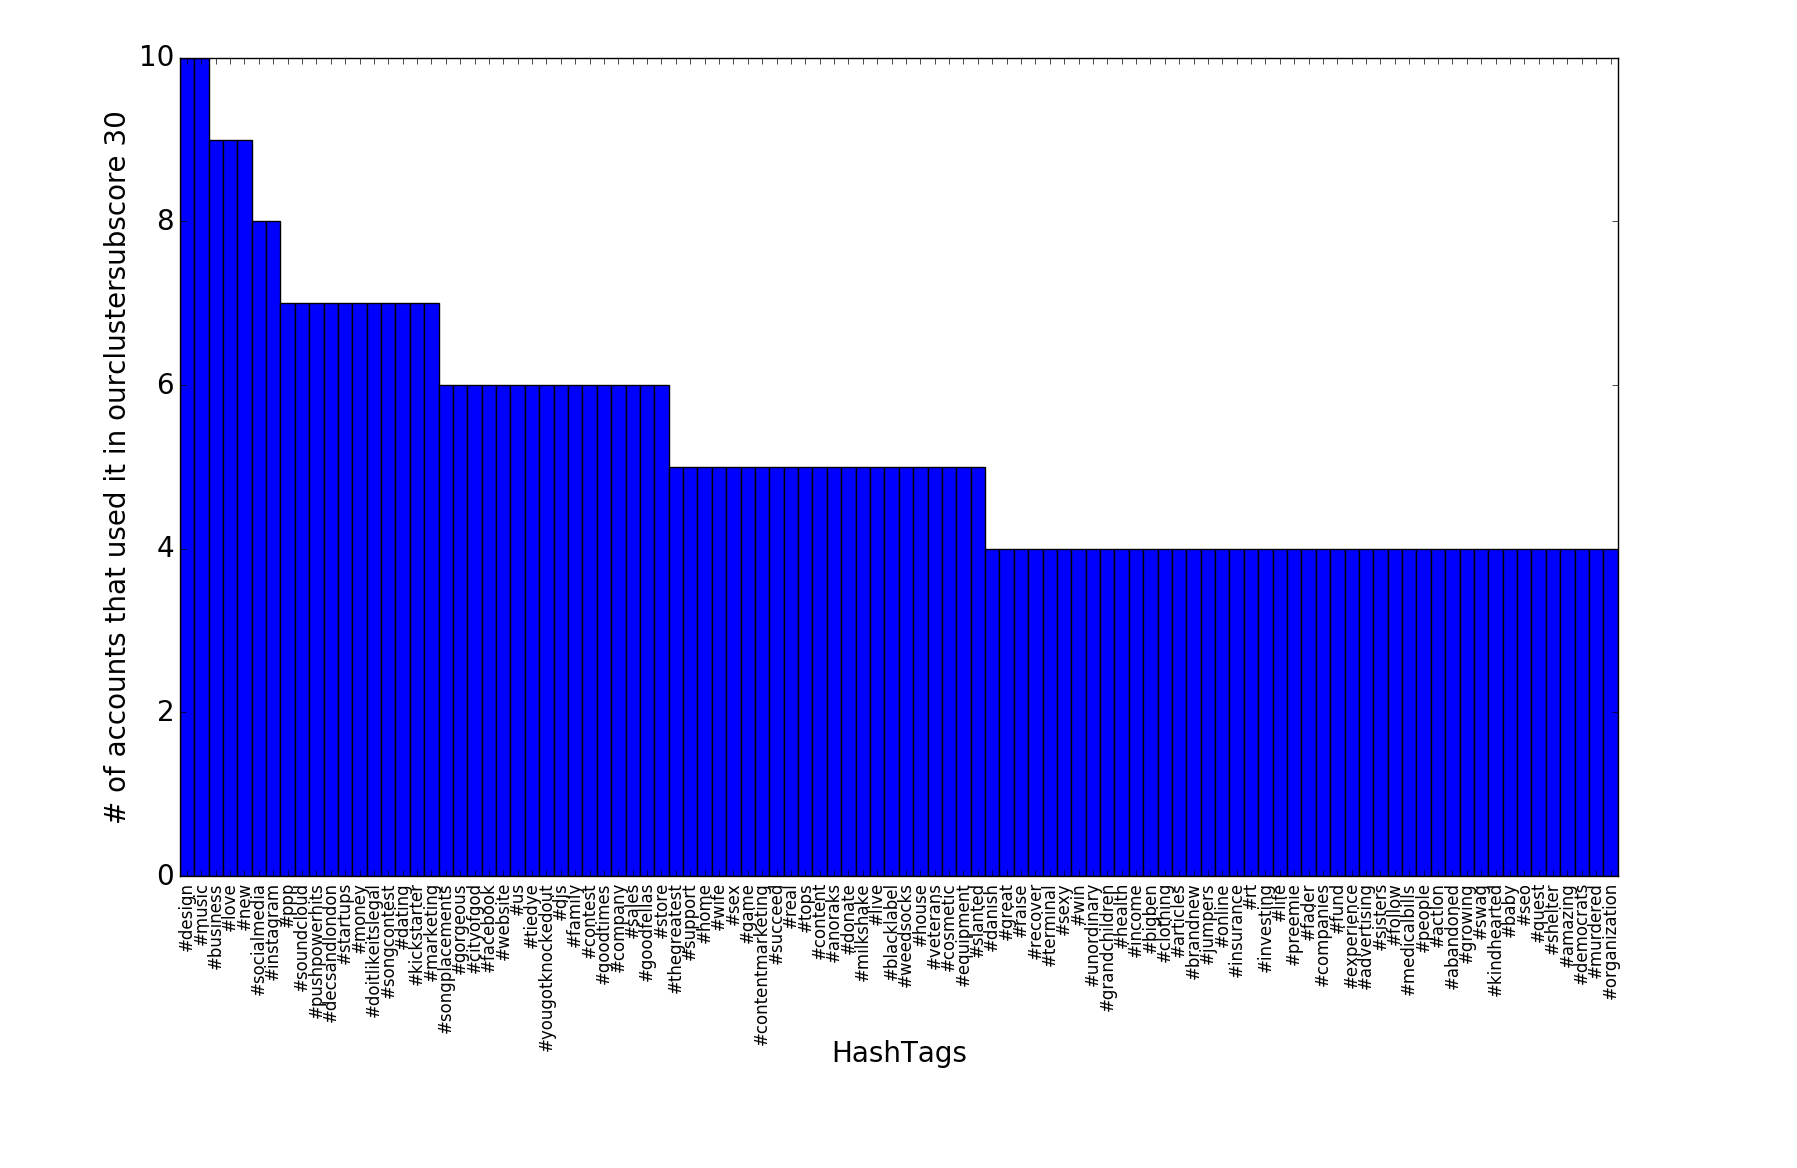 # of accounts that used it in ourclustersubscore 30
10
8
6
4
2
0
#design
#music
#business
#love
#new
#socialmedia
#instagram
#ppp
#soundcloud
#pushpowerhits
#decsandlondon
#startups
#money
#doitlikeitslegal
#songcontest
#dating
#kickstarter
#marketing
#songplacements
#gorgeous
#cityofgod
#facebook
#website
#us
#tiedye
#yougotknockedout
#djs
#family
#contest
#goodtimes
#company
#sales
#goodfellas
#store
#thegreatest
#support
#home
#wife
#sex
#game
#contentmarketing
#succeed
#real
#tops
#content
#anoraks
#donate
#milkshake
#live
#blacklabel
#weedsocks
#house
#veterans
#cosmetic
#equipment
#slanted
#danish
#great
#raise
#recover
#terminal
#sexy
#win
#unordinary
#grandchildren
#health
#income
#bigben
#clothing
#articles
#brandnew
#jumpers
#online
#insurance
#rt
#investing
#life
#preemie
#fader
#companies
#fund
#experience
#advertising
#sisters
#follow
#medicalbills
#people
#action
#abandoned
#growing
#swag
#kindhearted
#baby
#seo
#quest
#shelter
#amazing
#democrats
#murdered
#organization
HashTags